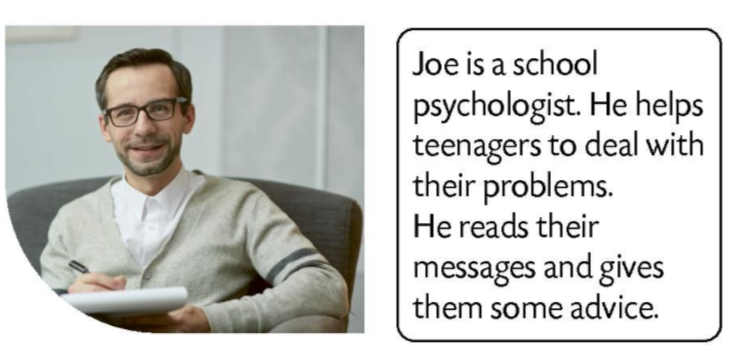 Joe is a school
psychologist. He helps
teenagers to deal with
their problems.
He reads their
messages and gives
them some advice.